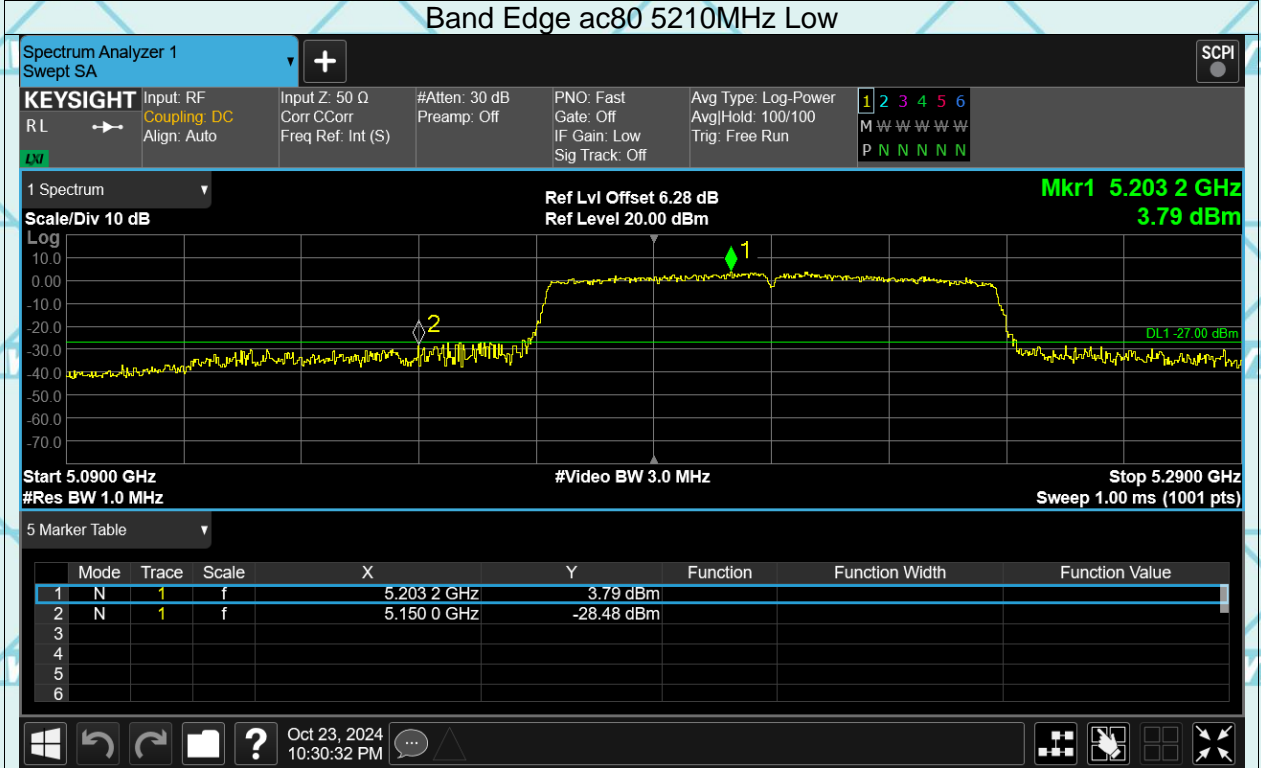 Band Edge ac80 5210MHz Low
Spectrum Analyzer 1
Swept SA
SCPI
KEYSIGHT
R L
LXI
Input: RF
Coupling: DC
Align: Auto
Input Z: 50 Ω
Corr CCorr
Freq Ref: Int (S)
#Atten: 30 dB
Preamp: Off
PNO: Fast
Gate: Off
IF Gain: Low
Sig Track: Off
Avg Type: Log-Power
Avg|Hold: 100/100
Trig: Free Run
1 2 3 4 5 6
M W W W W W
P N N N N N
1 Spectrum
Scale/Div 10 dB
Ref Lvl Offset 6.28 dB
Ref Level 20.00 dBm
Mkr1 5.203 2 GHz
3.79 dBm
Log
10.0
0.00
-10.0
-20.0
-30.0
-40.0
-50.0
-60.0
-70.0
1
2
DL1 -27.00 dBm
Start 5.0900 GHz
#Video BW 3.0 MHz
Stop 5.2900 GHz
#Res BW 1.0 MHz
Sweep 1.00 ms (1001 pts)
5 Marker Table
Mode Trace Scale X Y Function Function Width Function Value
1 N 1 f 5.203 2 GHz 3.79 dBm
2 N 1 f 5.150 0 GHz -28.48 dBm
3
4
5
6
?
Oct 23, 2024
10:30:32 PM